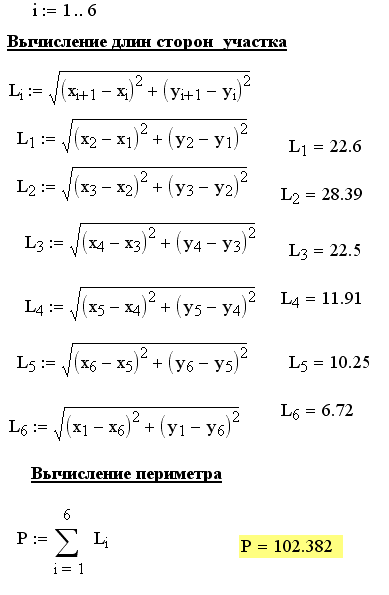 i := 1 .. 6
Вычисление длин сторон участка
Lᵢ := √((xᵢ₊₁ − xᵢ)² + (yᵢ₊₁ − yᵢ)²)
L₁ := √((x₂ − x₁)² + (y₂ − y₁)²) L₁ = 22.6
L₂ := √((x₃ − x₂)² + (y₃ − y₂)²) L₂ = 28.39
L₃ := √((x₄ − x₃)² + (y₄ − y₃)²) L₃ = 22.5
L₄ := √((x₅ − x₄)² + (y₅ − y₄)²) L₄ = 11.91
L₅ := √((x₆ − x₅)² + (y₆ − y₅)²) L₅ = 10.25
L₆ := √((x₁ − x₆)² + (y₁ − y₆)²) L₆ = 6.72
Вычисление периметра
6
P := ∑ Lᵢ P = 102.382
i = 1